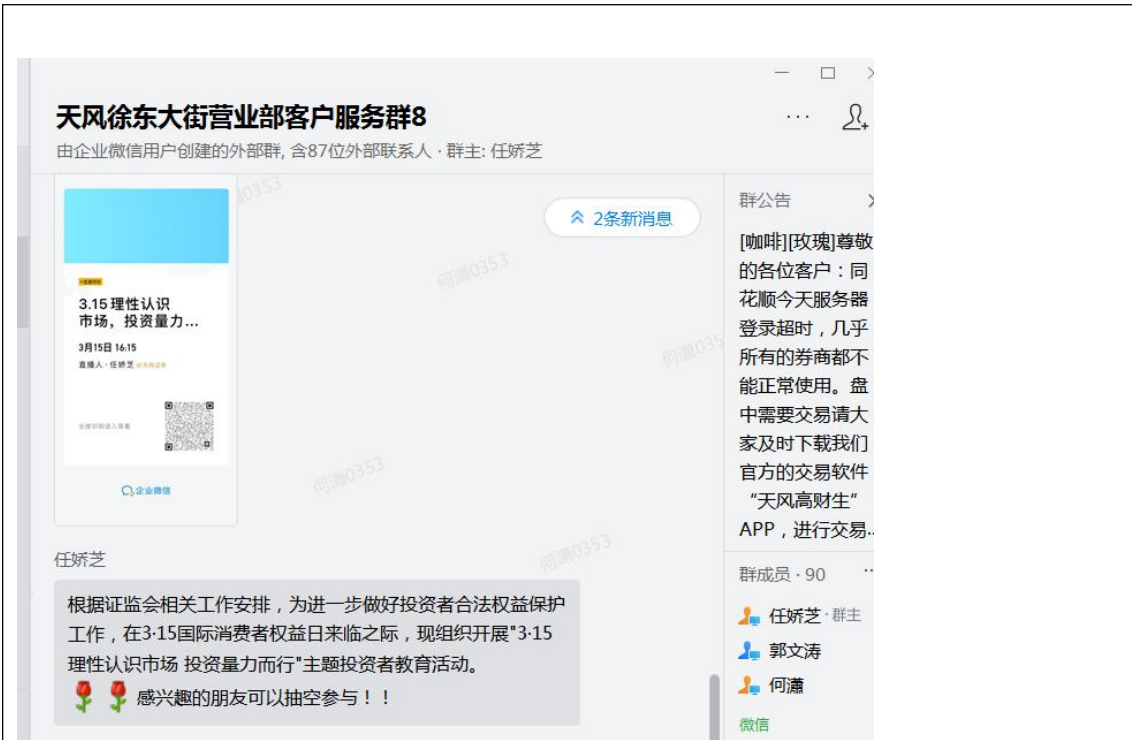 天风徐东大街营业部客户服务群8
由企业微信用户创建的外部群, 含87位外部联系人 · 群主: 任娇芝
3.15 理性认识
市场，投资量力...
3月15日 16:15
直播人 · 任娇芝
企业微信
2条新消息
任娇芝
根据证监会相关工作安排，为进一步做好投资者合法权益保护
工作，在3·15国际消费者权益日来临之际，现组织开展"3·15
理性认识市场 投资量力而行"主题投资者教育活动。
感兴趣的朋友可以抽空参与！！
群公告
[咖啡][玫瑰]尊敬
的各位客户：同
花顺今天服务器
登录超时，几乎
所有的券商都不
能正常使用。盘
中需要交易请大
家及时下载我们
官方的交易软件
“天风高财生”
APP，进行交易..
群成员 · 90
任娇芝 · 群主
郭文涛
何潇
微信
何潇0353
何潇0353
何潇0353